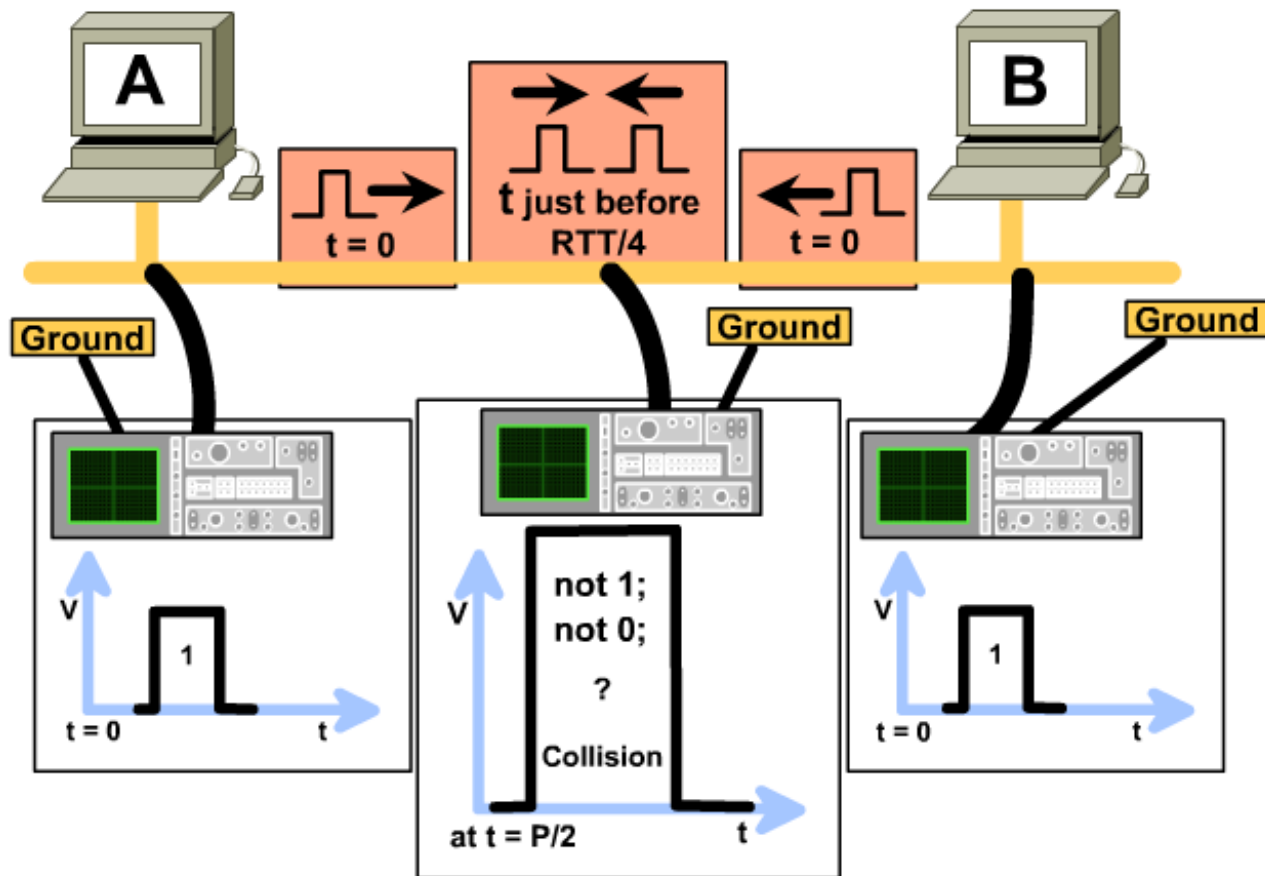 A
B
t just before
RTT/4
t = 0
t = 0
Ground
Ground
Ground
V
1
t = 0
t
V
not 1;
not 0;
?
Collision
at t = P/2
t
V
1
t = 0
t